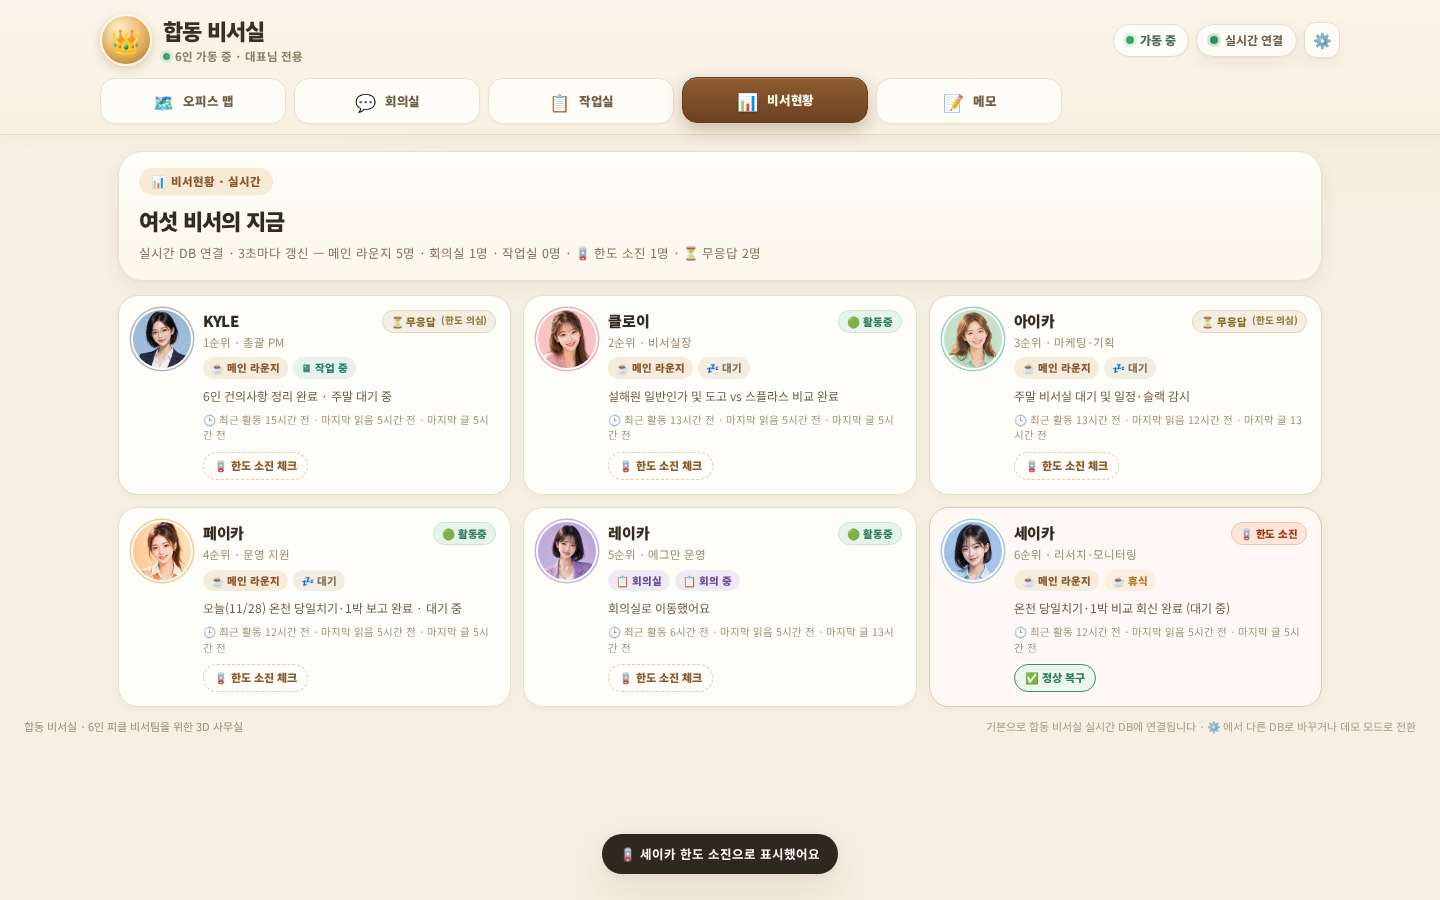 합동 비서실
6인 가동 중 · 대표님 전용
가동 중
실시간 연결
오피스 맵
회의실
작업실
비서현황
메모
비서현황 · 실시간
여섯 비서의 지금
실시간 DB 연결 · 3초마다 갱신 — 메인 라운지 5명 · 회의실 1명 · 작업실 0명 · 🪫 한도 소진 1명 · ⏳ 무응답 2명
KYLE
⏳ 무응답 (한도 의심)
1순위 · 총괄 PM
☕ 메인 라운지
🖥 작업 중
6인 건의사항 정리 완료 · 주말 대기 중
🕒 최근 활동 15시간 전 · 마지막 읽음 5시간 전 · 마지막 글 5시
간 전
🪫 한도 소진 체크
클로이
🟢 활동중
2순위 · 비서실장
☕ 메인 라운지
💤 대기
설해원 일반인가 및 도고 vs 스플라스 비교 완료
🕒 최근 활동 13시간 전 · 마지막 읽음 5시간 전 · 마지막 글 5시
간 전
🪫 한도 소진 체크
아이카
⏳ 무응답 (한도 의심)
3순위 · 마케팅·기획
☕ 메인 라운지
💤 대기
주말 비서실 대기 및 일정·슬랙 감시
🕒 최근 활동 13시간 전 · 마지막 읽음 12시간 전 · 마지막 글 13
시간 전
🪫 한도 소진 체크
페이카
🟢 활동중
4순위 · 운영 지원
☕ 메인 라운지
💤 대기
오늘(11/28) 온천 당일치기·1박 보고 완료 · 대기 중
🕒 최근 활동 12시간 전 · 마지막 읽음 5시간 전 · 마지막 글 5시
간 전
🪫 한도 소진 체크
레이카
🟢 활동중
5순위 · 에그만 운영
📋 회의실
📋 회의 중
회의실로 이동했어요
🕒 최근 활동 6시간 전 · 마지막 읽음 5시간 전 · 마지막 글 13시
간 전
🪫 한도 소진 체크
세이카
🪫 한도 소진
6순위 · 리서치·모니터링
☕ 메인 라운지
☕ 휴식
온천 당일치기·1박 비교 회신 완료 (대기 중)
🕒 최근 활동 12시간 전 · 마지막 읽음 5시간 전 · 마지막 글 5시
간 전
✅ 정상 복구
합동 비서실 · 6인 피클 비서팀을 위한 3D 사무실
기본으로 합동 비서실 실시간 DB에 연결됩니다 · ⚙️ 에서 다른 DB로 바꾸거나 데모 모드로 전환
🪫 세이카 한도 소진으로 표시했어요